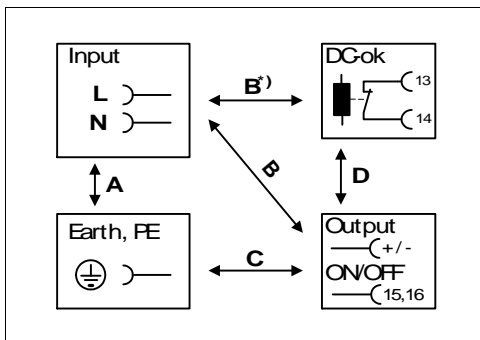 Input
L
N
B*)
DC-ok
13
14
A
B
D
Earth, PE
C
Output
+/-
ON/OFF
15,16